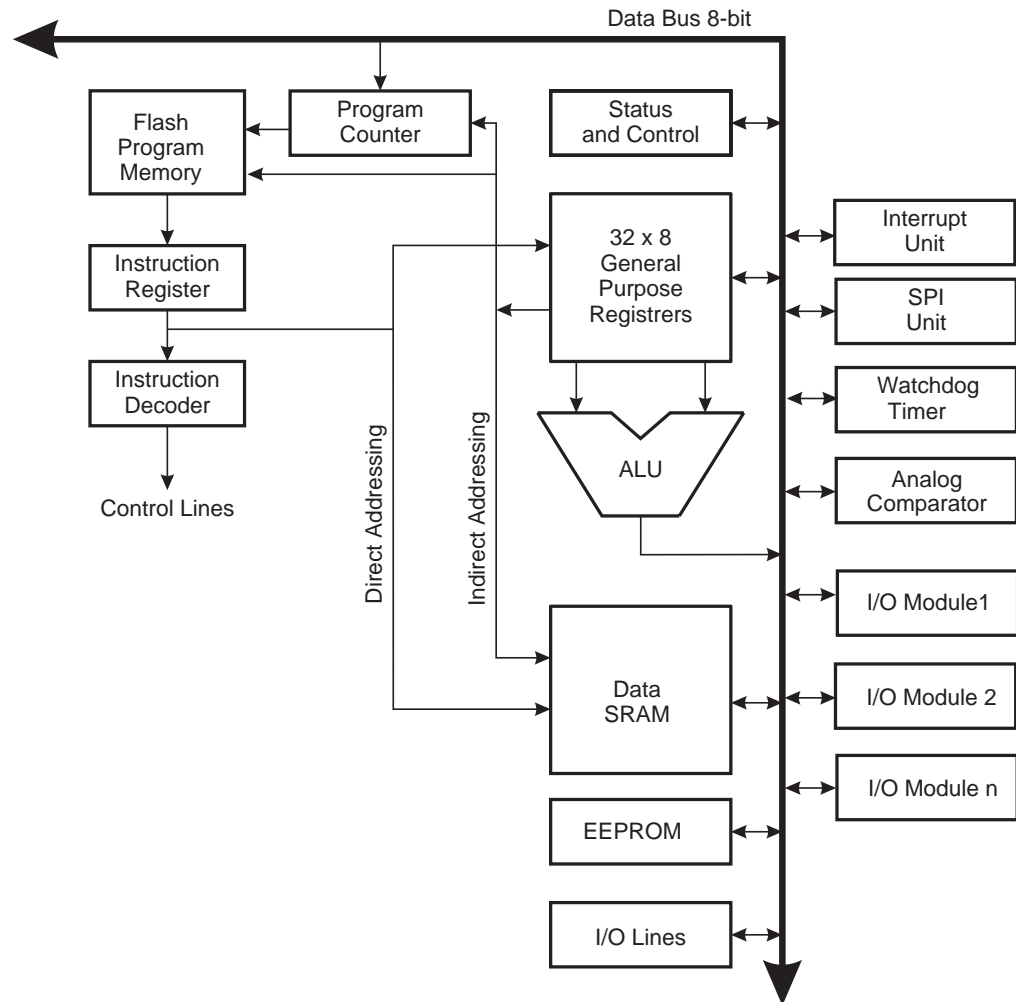 Data Bus 8-bit
Flash
Program
Memory
Program
Counter
Status
and Control
32 x 8
General
Purpose
Registrers
Instruction
Register
Instruction
Decoder
Control Lines
Direct Addressing
Indirect Addressing
ALU
Data
SRAM
EEPROM
I/O Lines
Interrupt
Unit
SPI
Unit
Watchdog
Timer
Analog
Comparator
I/O Module1
I/O Module 2
I/O Module n